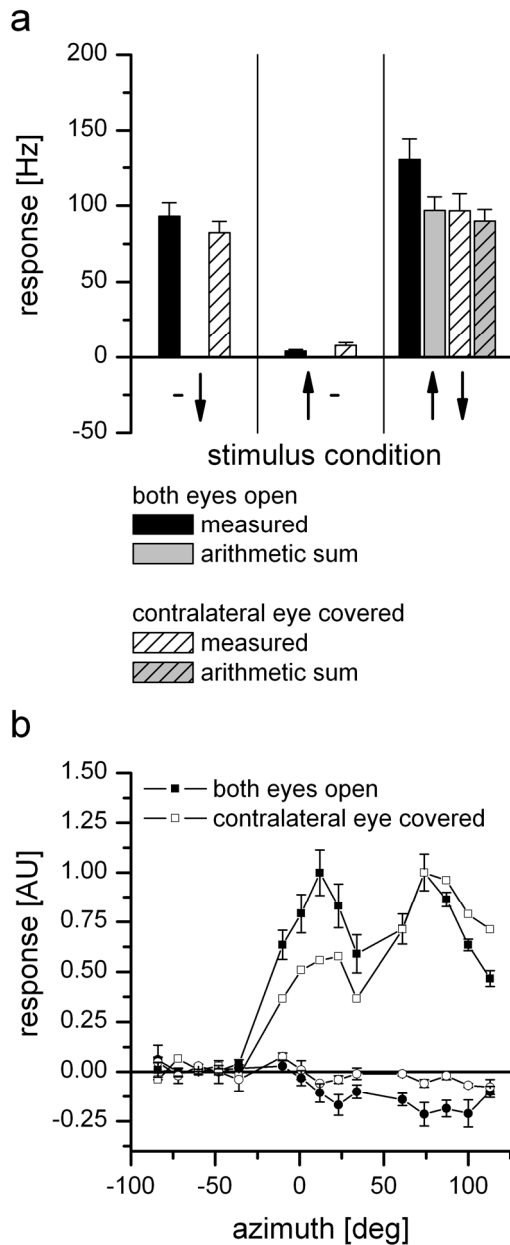 a
200
150
100
50
0
-50
response [Hz]
- ↓
↑ -
↑ ↓
stimulus condition
both eyes open
measured
arithmetic sum
contralateral eye covered
measured
arithmetic sum
b
1.50
1.25
1.00
0.75
0.50
0.25
0.00
-0.25
response [AU]
both eyes open
contralateral eye covered
-100 -50 0 50 100
azimuth [deg]